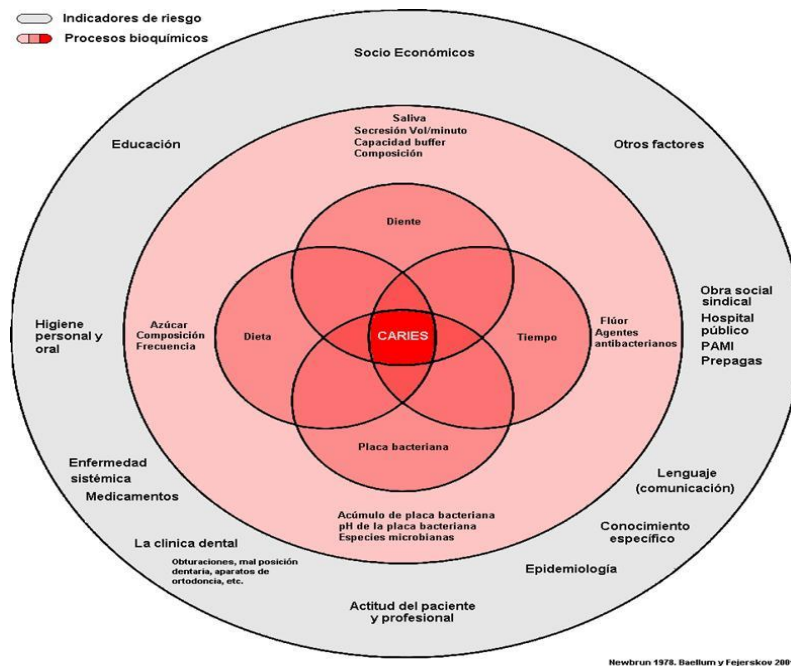 Indicadores de riesgo
Procesos bioquímicos
Socio Económicos
Educación
Otros factores
Saliva
Secresión Vol/minuto
Capacidad buffer
Composición
Diente
Higiene
personal y
oral
Azúcar
Composición
Frecuencia
Dieta
CARIES
Tiempo
Flúor
Agentes
antibacterianos
Obra social
sindical
Hospital
público
PAMI
Prepagas
Placa bacteriana
Enfermedad
sistémica
Medicamentos
Acúmulo de placa bacteriana
pH de la placa bacteriana
Especies microbianas
Lenguaje
(comunicación)
Conocimiento
específico
La clinica dental
Obturaciones, mal posición
dentaria, aparatos de
ortodoncia, etc.
Epidemiología
Actitud del paciente
y profesional
Newbrun 1978. Baellum y Fejerskov